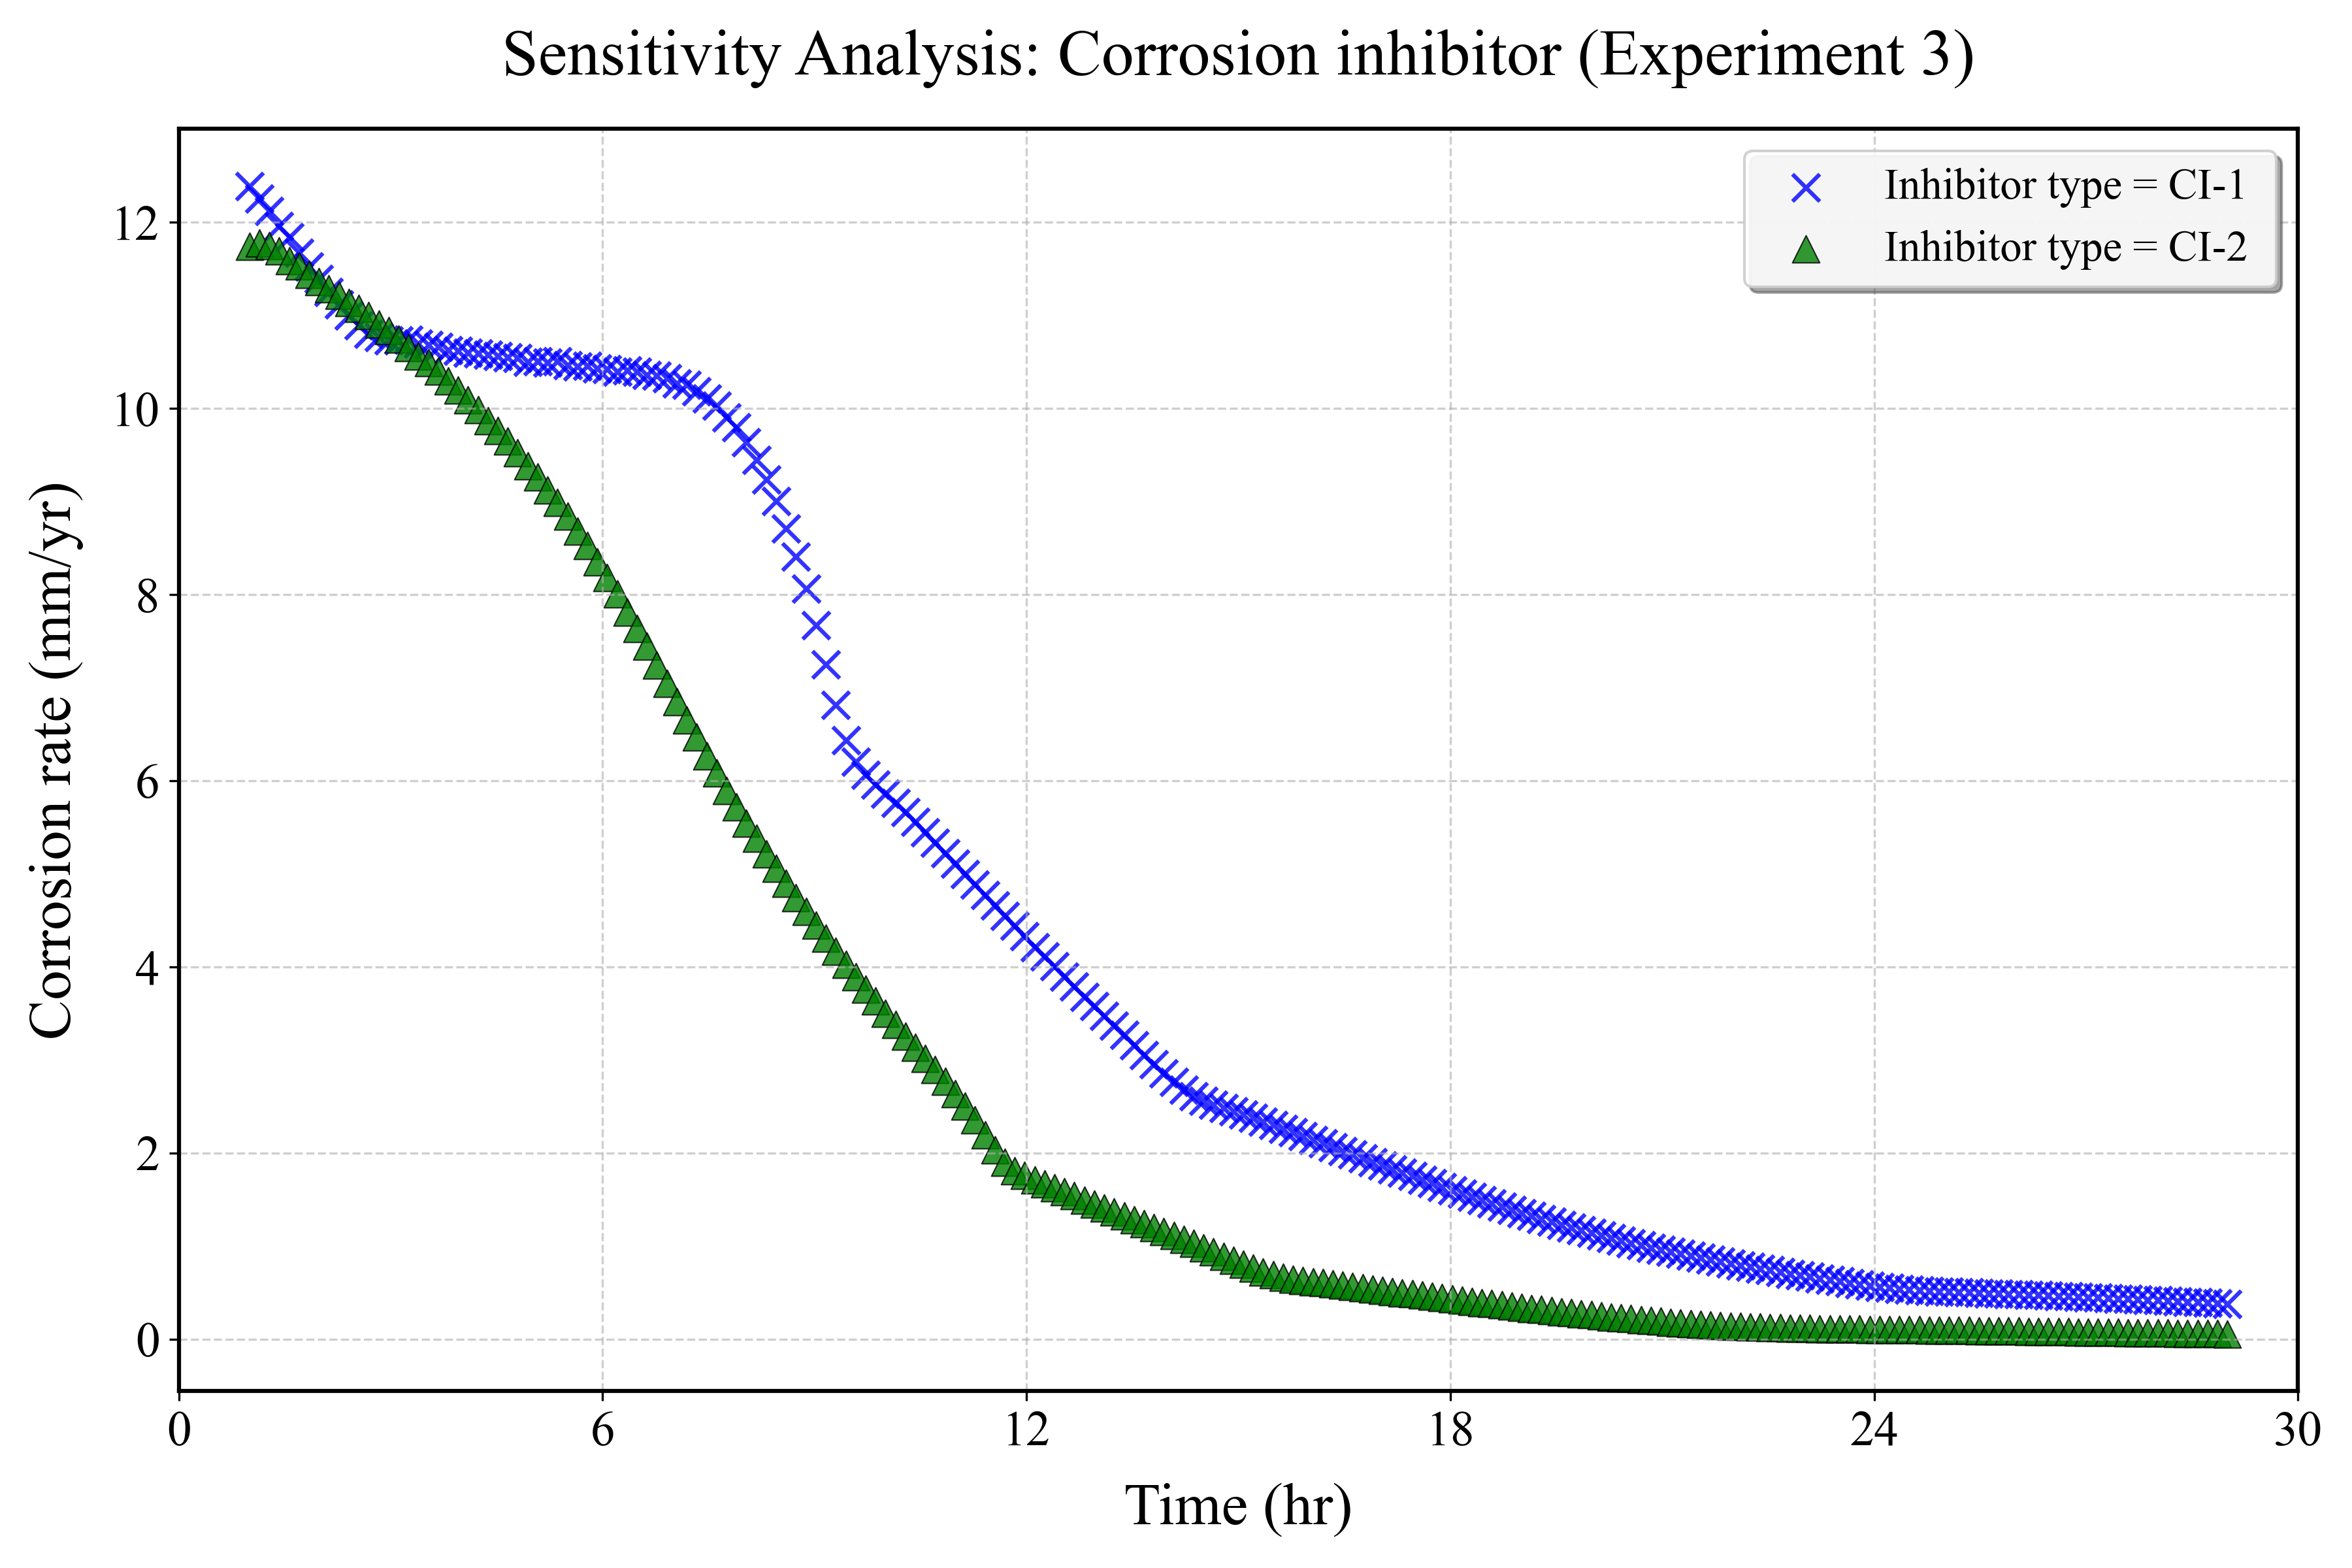 Sensitivity Analysis: Corrosion inhibitor (Experiment 3)
Inhibitor type = CI-1
Inhibitor type = CI-2
Corrosion rate (mm/yr)
12
10
8
6
4
2
0
0 6 12 18 24 30
Time (hr)